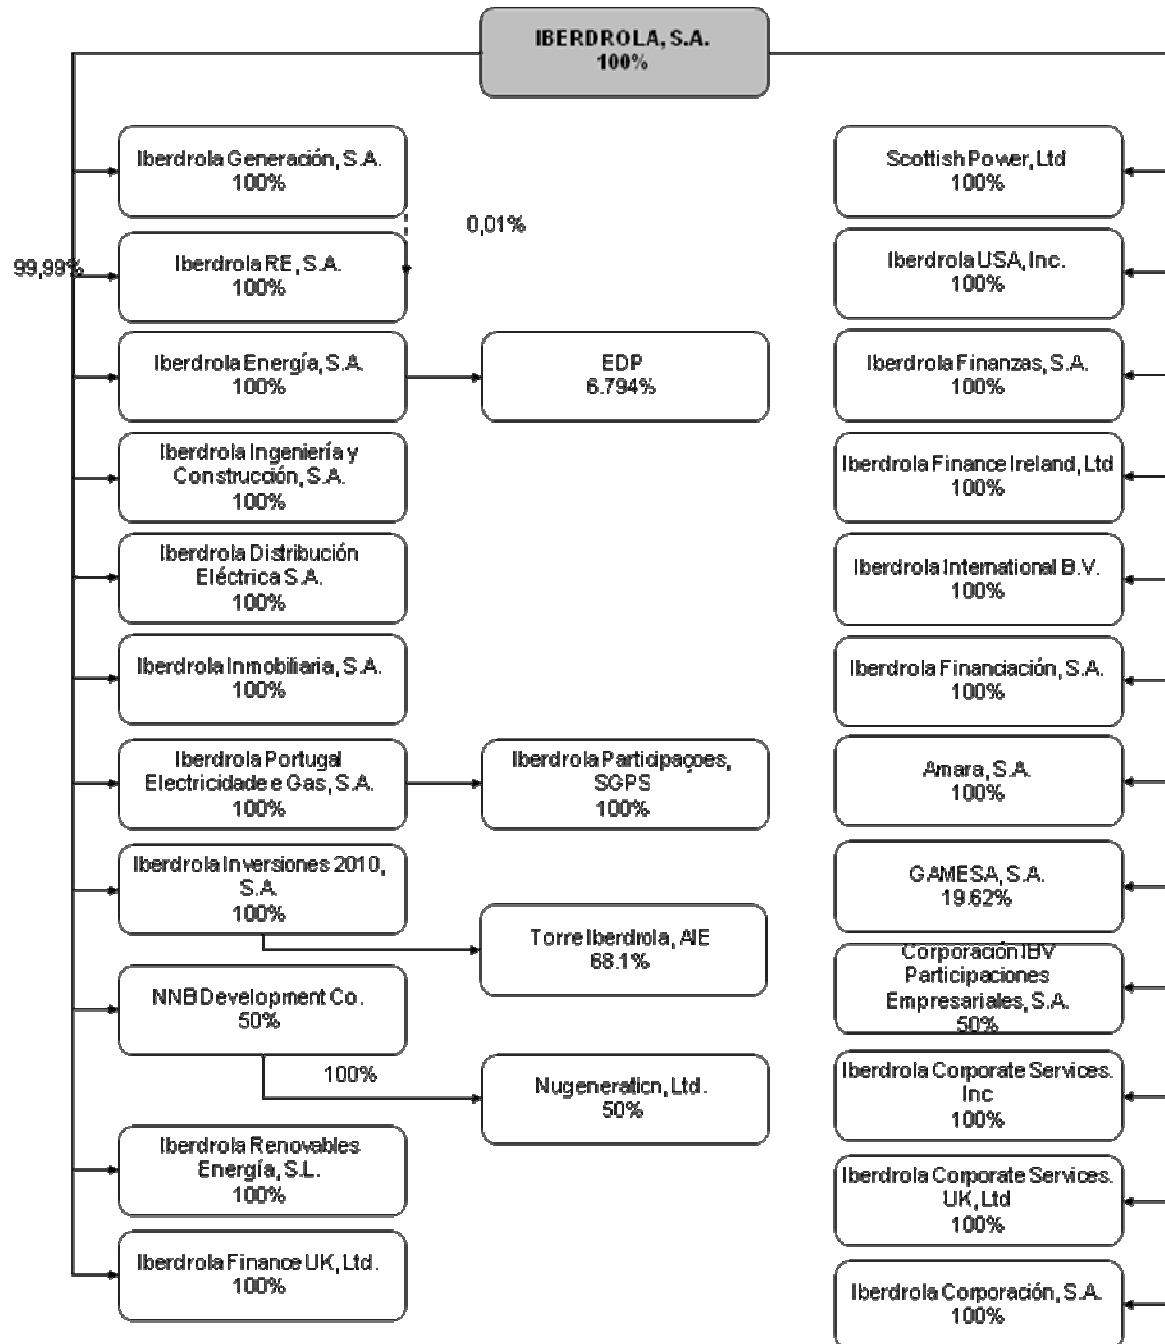 IBERDROLA, S.A.
100%
Iberdrola Generación, S.A.
100%
0,01%
99,99%
Iberdrola RE, S.A.
100%
Iberdrola Energía, S.A.
100%
EDP
6.794%
Iberdrola Ingeniería y
Construcción, S.A.
100%
Iberdrola Distribución
Eléctrica S.A.
100%
Iberdrola Inmobiliaria, S.A.
100%
Iberdrola Portugal
Electricidade e Gas, S.A.
100%
Iberdrola Participaçoes,
SGPS
100%
Iberdrola Inversiones 2010,
S.A.
100%
Torre Iberdrola, AIE
68.1%
NNB Development Co.
50%
100%
Nugeneration, Ltd.
50%
Iberdrola Renovables
Energía, S.L.
100%
Iberdrola Finance UK, Ltd.
100%
Scottish Power, Ltd
100%
Iberdrola USA, Inc.
100%
Iberdrola Finanzas, S.A.
100%
Iberdrola Finance Ireland, Ltd
100%
Iberdrola International B.V.
100%
Iberdrola Financiación, S.A.
100%
Amara, S.A.
100%
GAMESA, S.A.
19.62%
Corporación IBV
Participaciones
Empresariales, S.A.
50%
Iberdrola Corporate Services.
Inc
100%
Iberdrola Corporate Services.
UK, Ltd
100%
Iberdrola Corporación, S.A.
100%